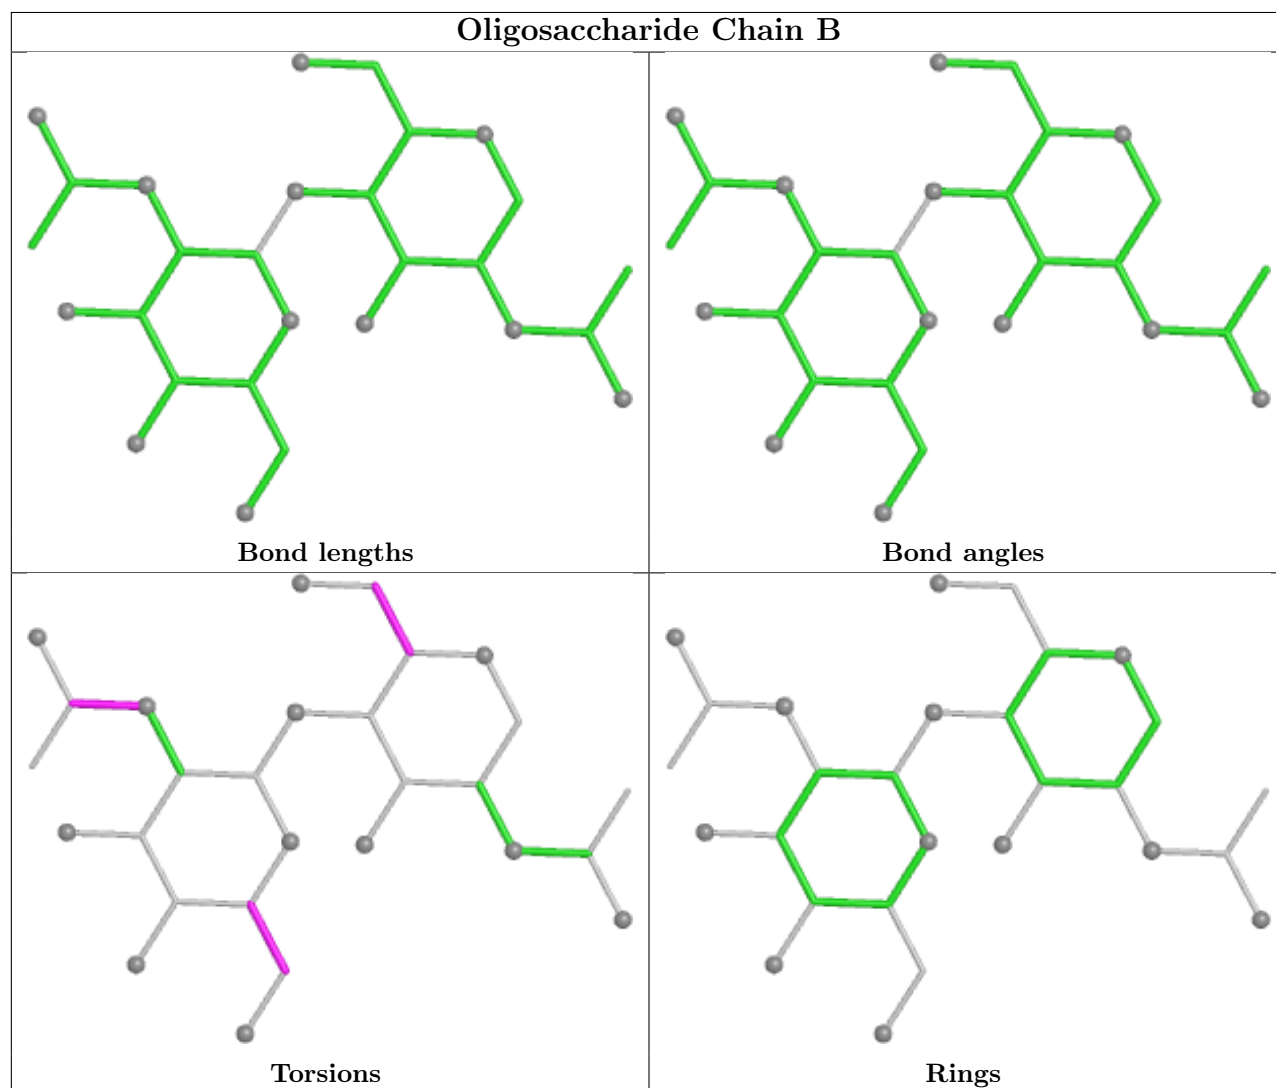 Oligosaccharide Chain B
Bond lengths
Bond angles
Torsions
Rings